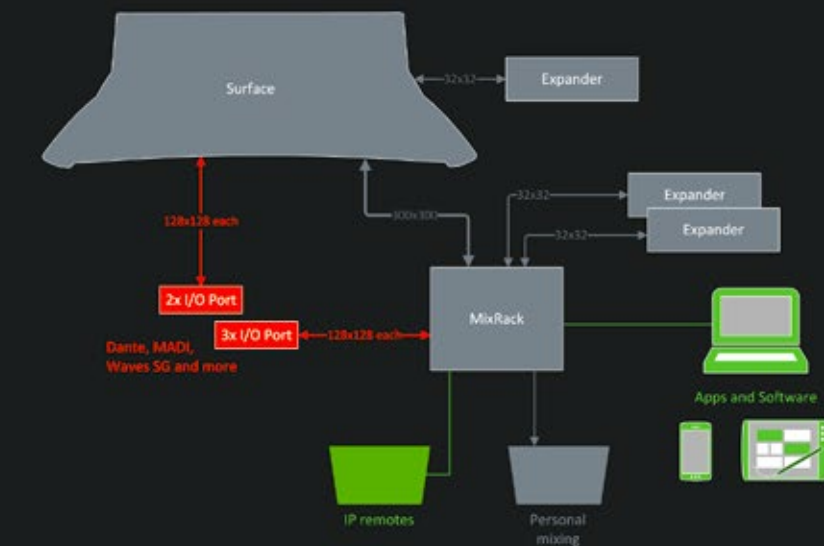 Surface
32x32
Expander
128x128 each
300x300
32x32
Expander
32x32
Expander
2x I/O Port
MixRack
3x I/O Port
128x128 each
Dante, MADI,
Waves SG and more
Apps and Software
IP remotes
Personal
mixing